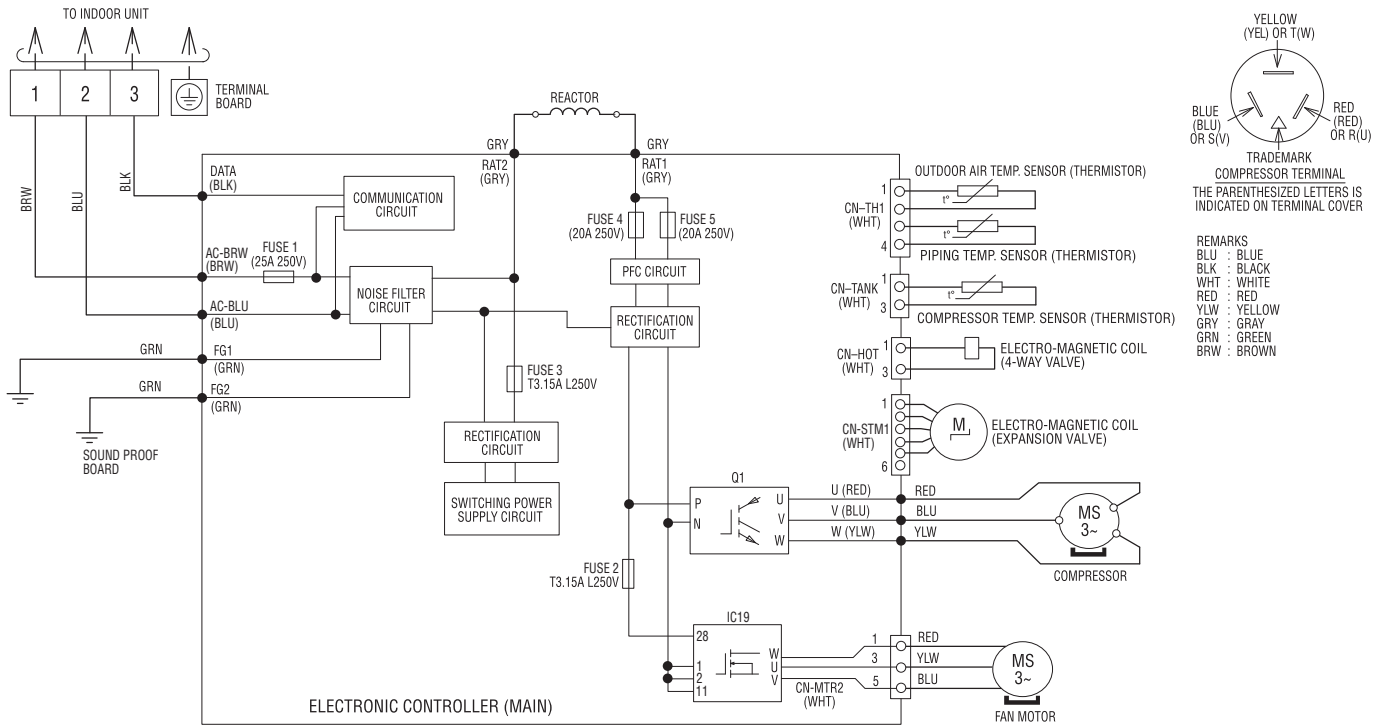 TO INDOOR UNIT
1 2 3
TERMINAL
BOARD
BRW
BLU
BLK
DATA
(BLK)
COMMUNICATION
CIRCUIT
AC-BRW
(BRW)
FUSE 1
(25A 250V)
AC-BLU
(BLU)
NOISE FILTER
CIRCUIT
GRN
FG1
(GRN)
GRN
FG2
(GRN)
SOUND PROOF
BOARD
REACTOR
GRY
RAT2
(GRY)
GRY
RAT1
(GRY)
FUSE 4
(20A 250V)
FUSE 5
(20A 250V)
PFC CIRCUIT
RECTIFICATION
CIRCUIT
FUSE 3
T3.15A L250V
RECTIFICATION
CIRCUIT
SWITCHING POWER
SUPPLY CIRCUIT
FUSE 2
T3.15A L250V
Q1
P
N
U
V
W
U (RED)
V (BLU)
W (YLW)
RED
BLU
YLW
MS
3~
COMPRESSOR
IC19
28
1
2
11
W
U
V
CN-MTR2
(WHT)
1
3
5
RED
YLW
BLU
MS
3~
FAN MOTOR
ELECTRONIC CONTROLLER (MAIN)
OUTDOOR AIR TEMP. SENSOR (THERMISTOR)
1
CN–TH1
(WHT)
4
t°
t°
PIPING TEMP. SENSOR (THERMISTOR)
1
CN–TANK
(WHT)
3
t°
COMPRESSOR TEMP. SENSOR (THERMISTOR)
1
CN–HOT
(WHT)
3
ELECTRO-MAGNETIC COIL
(4-WAY VALVE)
1
CN-STM1
(WHT)
6
M
ELECTRO-MAGNETIC COIL
(EXPANSION VALVE)
YELLOW
(YEL) OR T(W)
BLUE
(BLU)
OR S(V)
RED
(RED)
OR R(U)
TRADEMARK
COMPRESSOR TERMINAL
THE PARENTHESIZED LETTERS IS
INDICATED ON TERMINAL COVER
REMARKS
BLU : BLUE
BLK : BLACK
WHT : WHITE
RED : RED
YLW : YELLOW
GRY : GRAY
GRN : GREEN
BRW : BROWN